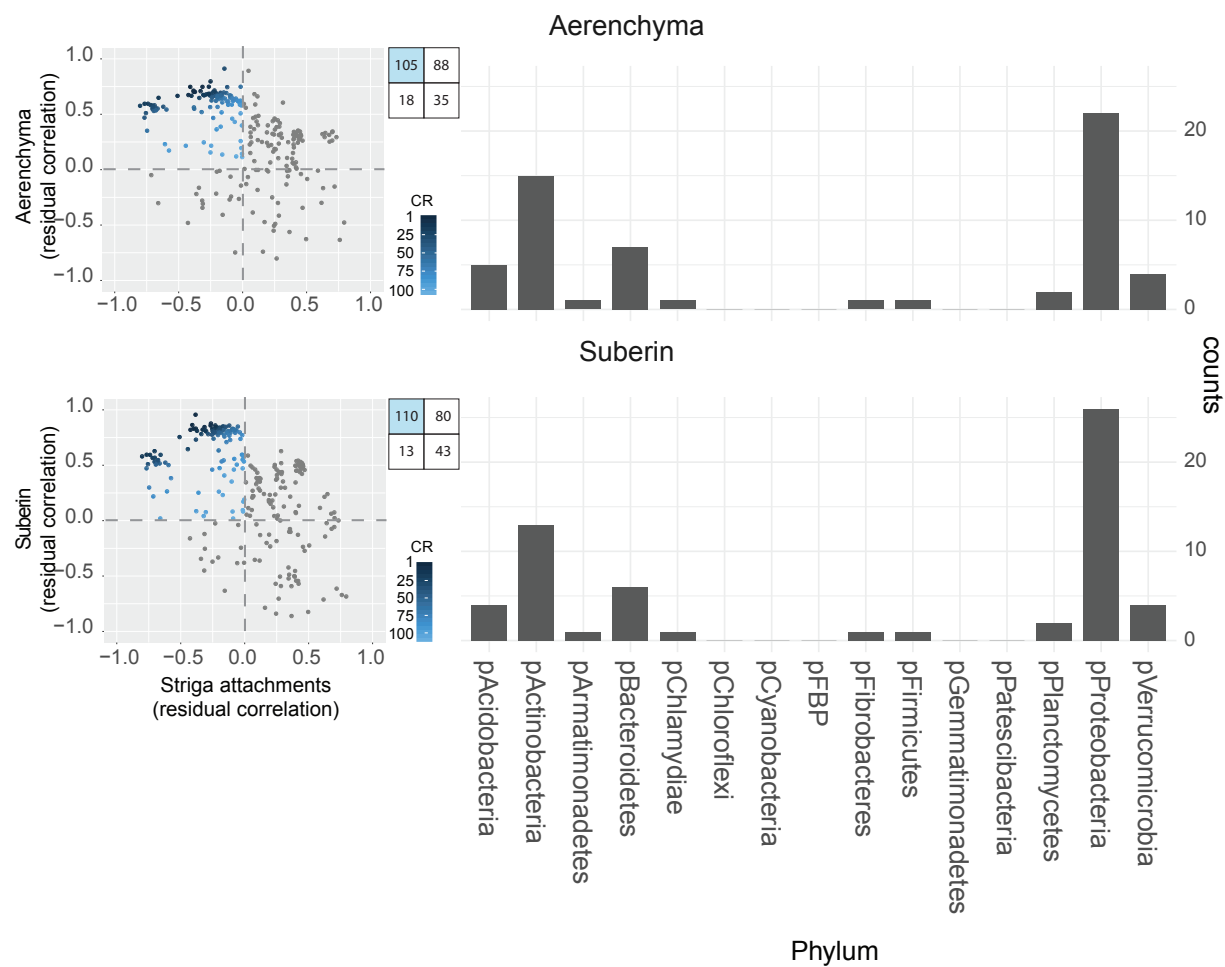 Aerenchyma
1.0
0.5
0.0
−0.5
−1.0
Aerenchyma
(residual correlation)
−1.0
−0.5
0.0
0.5
1.0
105
88
18
35
CR
1
25
50
75
100
20
10
0
Suberin
1.0
0.5
0.0
−0.5
−1.0
Suberin
(residual correlation)
−1.0
−0.5
0.0
0.5
1.0
Striga attachments
(residual correlation)
110
80
13
43
CR
1
25
50
75
100
20
10
0
counts
pAcidobacteria
pActinobacteria
pArmatimonadetes
pBacteroidetes
pChlamydiae
pChloroflexi
pCyanobacteria
pFBP
pFibrobacteres
pFirmicutes
pGemmatimonadetes
pPatescibacteria
pPlanctomycetes
pProteobacteria
pVerrucomicrobia
Phylum